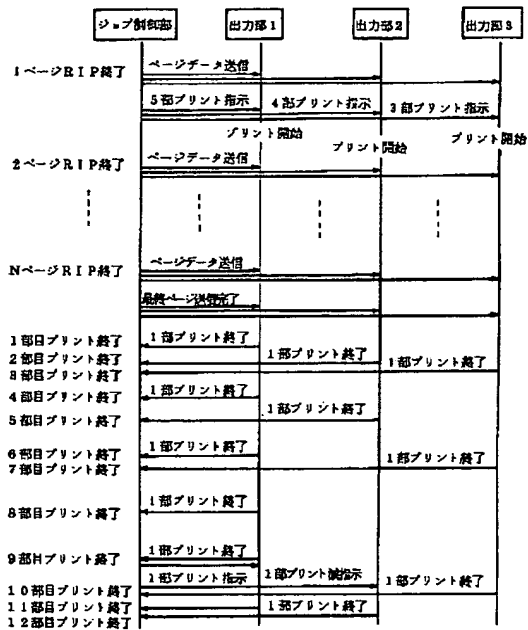 ジョブ制御部 出力部1 出力部2 出力部3
1ページRIP終了 ページデータ送信
5部プリント指示 4部プリント指示 3部プリント指示
プリント開始 プリント開始 プリント開始
2ページRIP終了 ページデータ送信
NページRIP終了 ページデータ送信
最終ページ送信完了
1部目プリント終了 1部プリント終了
2部目プリント終了 1部プリント終了 1部プリント終了
3部目プリント終了
4部目プリント終了 1部プリント終了
5部目プリント終了 1部プリント終了
6部目プリント終了 1部プリント終了 1部プリント終了
7部目プリント終了
8部目プリント終了 1部プリント終了
9部目プリント終了 1部プリント終了
1部プリント指示 1部プリント減指示 1部プリント終了
10部目プリント終了
11部目プリント終了 1部プリント終了
12部目プリント終了